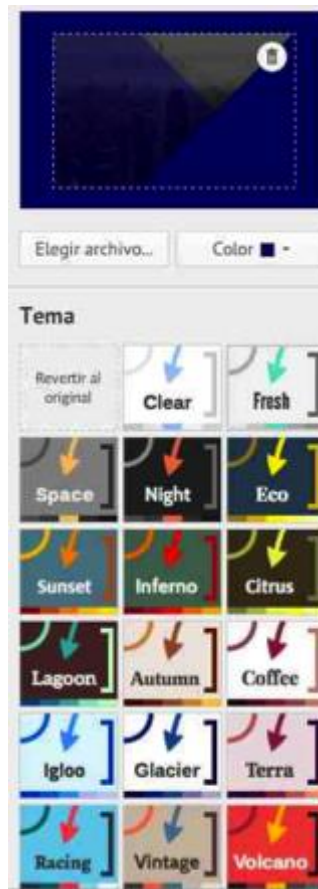 Elegir archivo...
Color
Tema
Revertir al
original
Clear
Fresh
Space
Night
Eco
Sunset
Inferno
Citrus
Lagoon
Autumn
Coffee
Igloo
Glacier
Terra
Racing
Vintage
Volcano